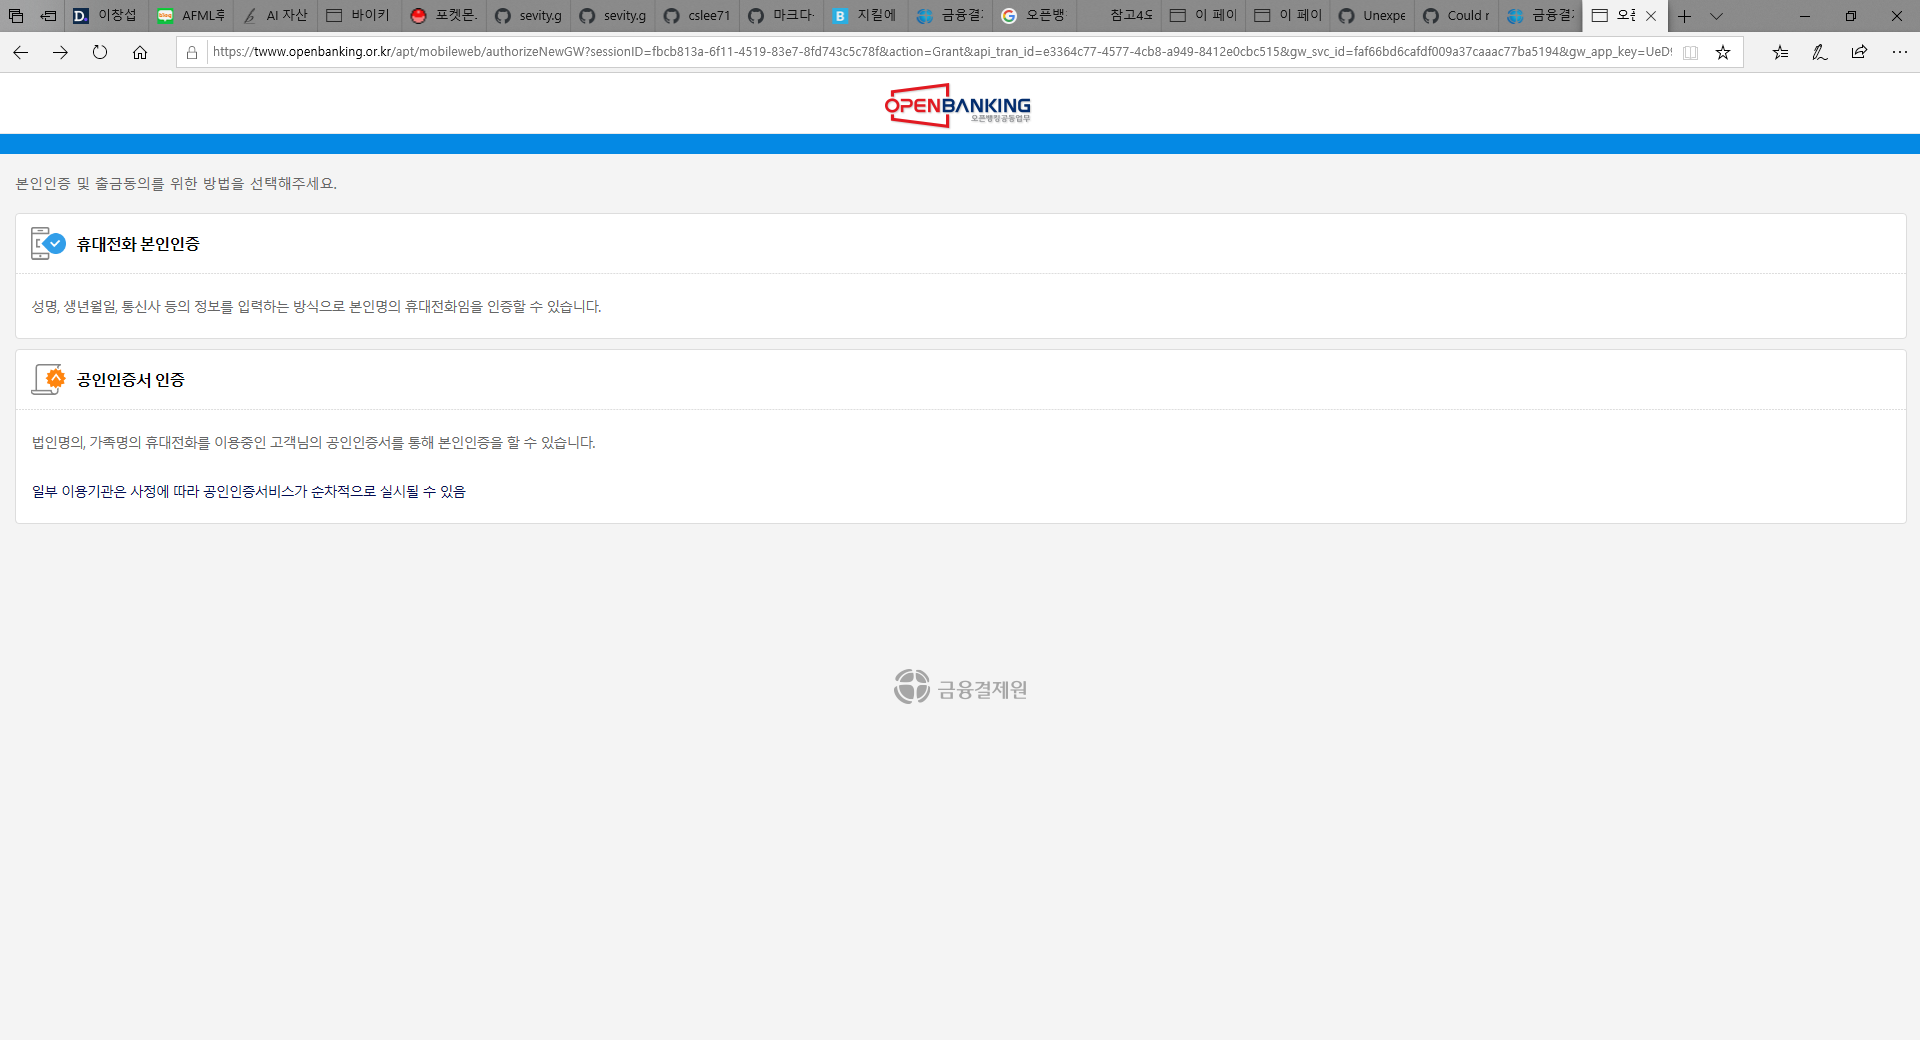 이창섭
AFML후
AI 자산
바이키
포켓몬.
sevity.g
sevity.g
cslee71
마크다
지킬에
금융결
오픈뱅
참고4도
이 페이
이 페이
Unexpe
Could r
금융결
오픈
https://twww.openbanking.or.kr/apt/mobileweb/authorizeNewGW?sessionID=fbcb813a-6f11-4519-83e7-8fd743c5c78f&action=Grant&api_tran_id=e3364c77-4577-4cb8-a949-8412e0cbc515&gw_svc_id=faf66bd6cafdf009a37caaac77ba5194&gw_app_key=UeD
OPENBANKING
오픈뱅킹공동업무
본인인증 및 출금동의를 위한 방법을 선택해주세요.
휴대전화 본인인증
성명, 생년월일, 통신사 등의 정보를 입력하는 방식으로 본인명의 휴대전화임을 인증할 수 있습니다.
공인인증서 인증
법인명의, 가족명의 휴대전화를 이용중인 고객님의 공인인증서를 통해 본인인증을 할 수 있습니다.
일부 이용기관은 사정에 따라 공인인증서비스가 순차적으로 실시될 수 있음
금융결제원